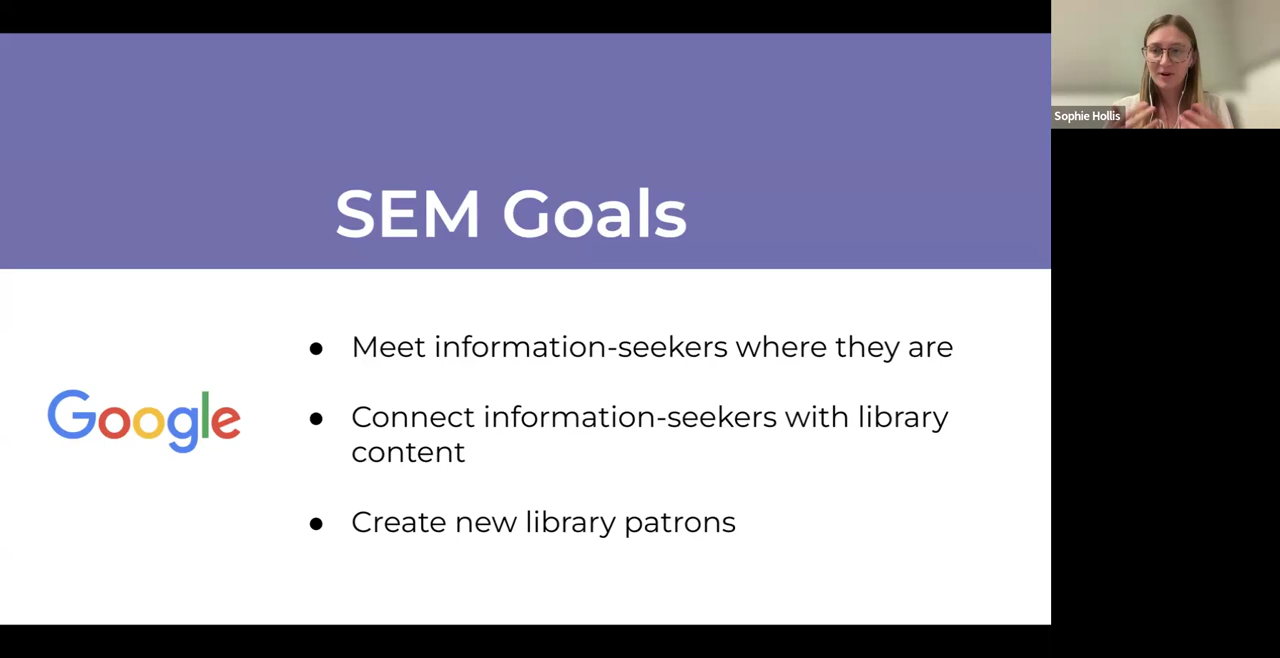 SEM Goals
Sophie Hollis
Google
● Meet information-seekers where they are
● Connect information-seekers with library
content
● Create new library patrons